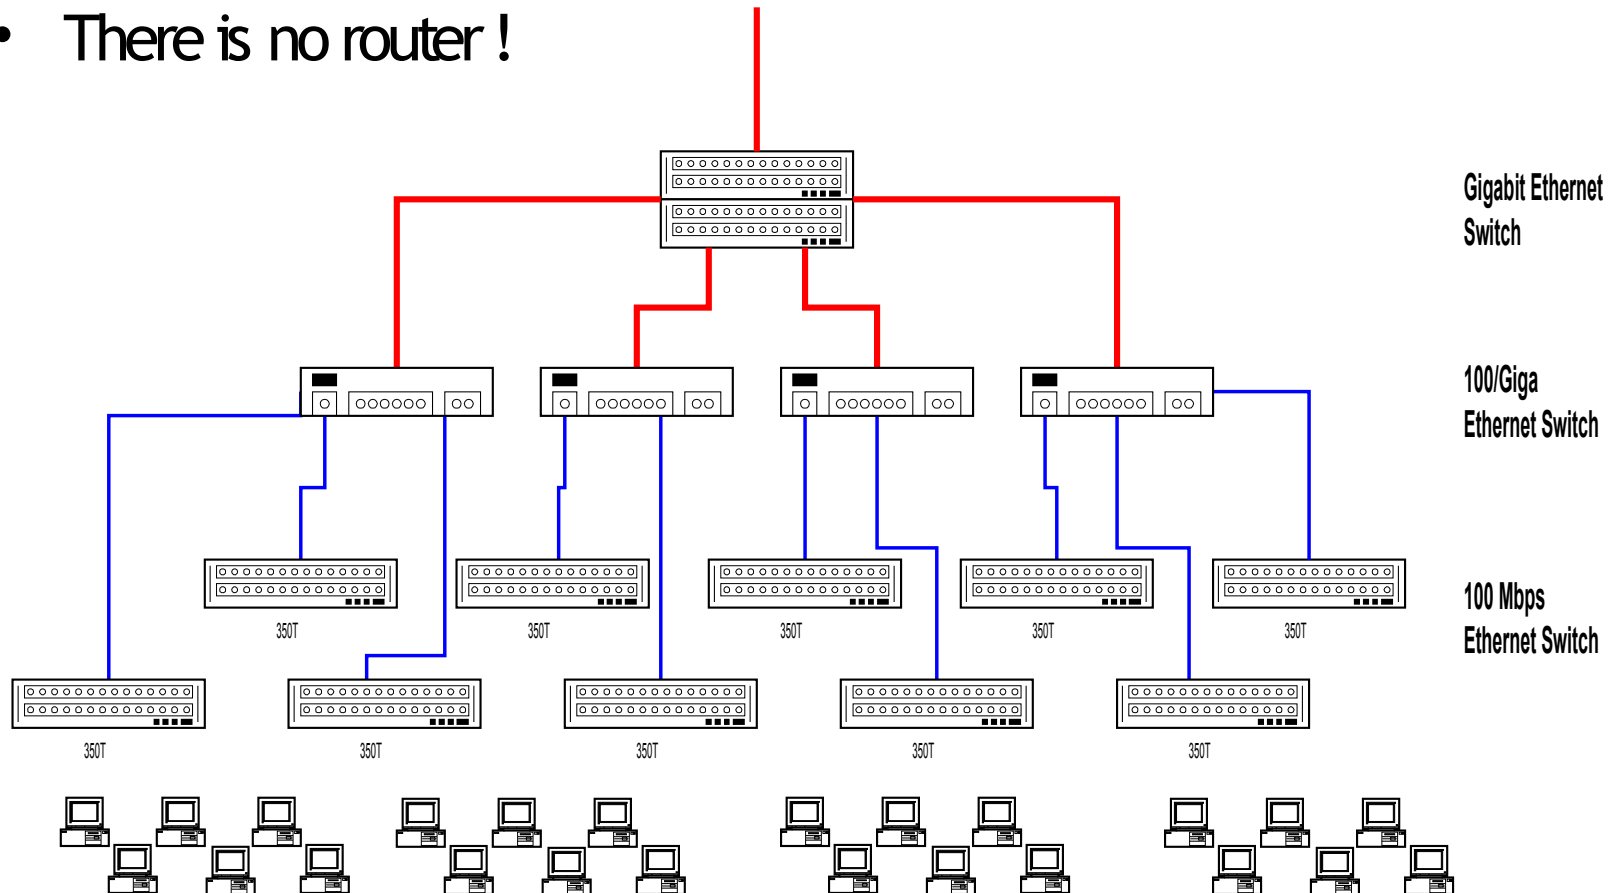 • There is no router !
Gigabit Ethernet
Switch
100/Giga
Ethernet Switch
100 Mbps
Ethernet Switch
350T
350T
350T
350T
350T
350T
350T
350T
350T
350T